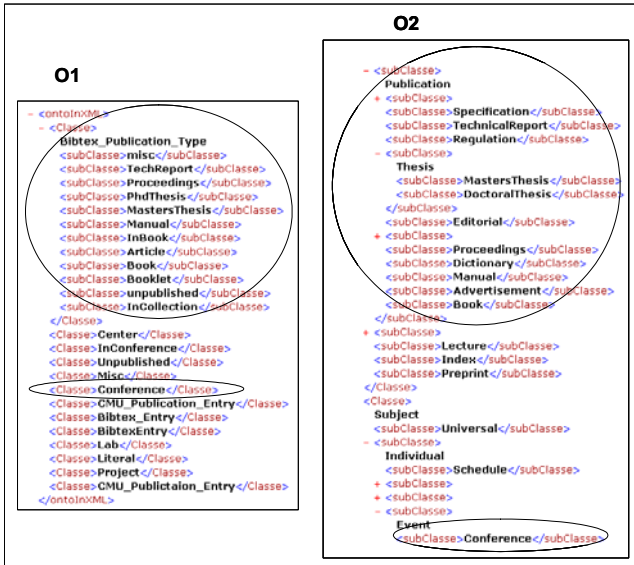 O1
- <ontoInXML>
- <Classe>
Bibtex_Publication_Type
<subClasse>misc</subClasse>
<subClasse>TechReport</subClasse>
<subClasse>Proceedings</subClasse>
<subClasse>PhdThesis</subClasse>
<subClasse>MastersThesis</subClasse>
<subClasse>Manual</subClasse>
<subClasse>InBook</subClasse>
<subClasse>Article</subClasse>
<subClasse>Book</subClasse>
<subClasse>Booklet</subClasse>
<subClasse>unpublished</subClasse>
<subClasse>InCollection</subClasse>
</Classe>
<Classe>Center</Classe>
<Classe>InConference</Classe>
<Classe>Unpublished</Classe>
<Classe>Misc</Classe>
<Classe>Conference</Classe>
<Classe>CMU_Publication_Entry</Classe>
<Classe>Bibtex_Entry</Classe>
<Classe>BibtexEntry</Classe>
<Classe>Lab</Classe>
<Classe>Literal</Classe>
<Classe>Project</Classe>
<Classe>CMU_Publictaion_Entry</Classe>
</ontoInXML>
O2
- <subClasse>
Publication
+ <subClasse>
<subClasse>Specification</subClasse>
<subClasse>TechnicalReport</subClasse>
<subClasse>Regulation</subClasse>
- <subClasse>
Thesis
<subClasse>MastersThesis</subClasse>
<subClasse>DoctoralThesis</subClasse>
</subClasse>
<subClasse>Editorial</subClasse>
+ <subClasse>
<subClasse>Proceedings</subClasse>
<subClasse>Dictionary</subClasse>
<subClasse>Manual</subClasse>
<subClasse>Advertisement</subClasse>
<subClasse>Book</subClasse>
</subClasse>
+ <subClasse>
<subClasse>Lecture</subClasse>
<subClasse>Index</subClasse>
<subClasse>Preprint</subClasse>
</Classe>
<Classe>
Subject
<subClasse>Universal</subClasse>
- <subClasse>
Individual
<subClasse>Schedule</subClasse>
+ <subClasse>
+ <subClasse>
- <subClasse>
Event
<subClasse>Conference</subClasse>